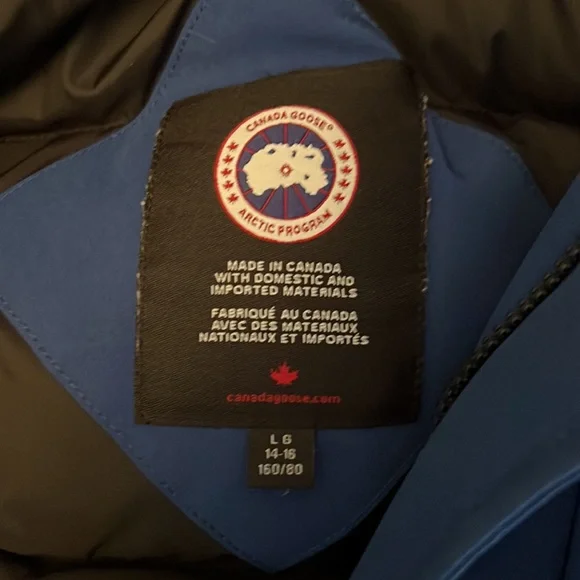 CANADA GOOSE®
ARCTIC PROGRAM
MADE IN CANADA
WITH DOMESTIC AND
IMPORTED MATERIALS
FABRIQUÉ AU CANADA
AVEC DES MATERIAUX
NATIONAUX ET IMPORTÉS
canadagoose.com
L G
14-16
160/80